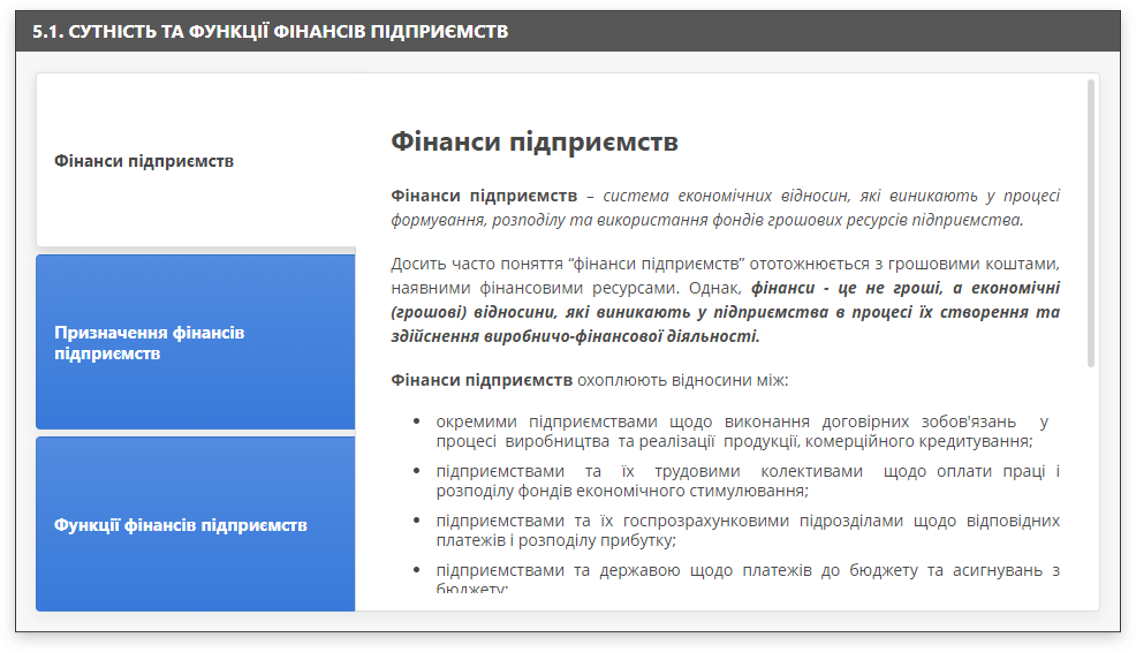 5.1. СУТНІСТЬ ТА ФУНКЦІЇ ФІНАНСІВ ПІДПРИЄМСТВ
Фінанси підприємств
Призначення фінансів
підприємств
Функції фінансів підприємств
Фінанси підприємств
Фінанси підприємств – система економічних відносин, які виникають у процесі
формування, розподілу та використання фондів грошових ресурсів підприємства.
Досить часто поняття “фінанси підприємств” ототожнюється з грошовими коштами,
наявними фінансовими ресурсами. Однак, фінанси - це не гроші, а економічні
(грошові) відносини, які виникають у підприємства в процесі їх створення та
здійснення виробничо-фінансової діяльності.
Фінанси підприємств охоплюють відносини між:
• окремими підприємствами щодо виконання договірних зобов'язань у
процесі виробництва та реалізації продукції, комерційного кредитування;
• підприємствами та їх трудовими колективами щодо оплати праці і
розподілу фондів економічного стимулювання;
• підприємствами та їх госпрозрахунковими підрозділами щодо відповідних
платежів і розподілу прибутку;
• підприємствами та державою щодо платежів до бюджету та асигнувань з
бюджету;